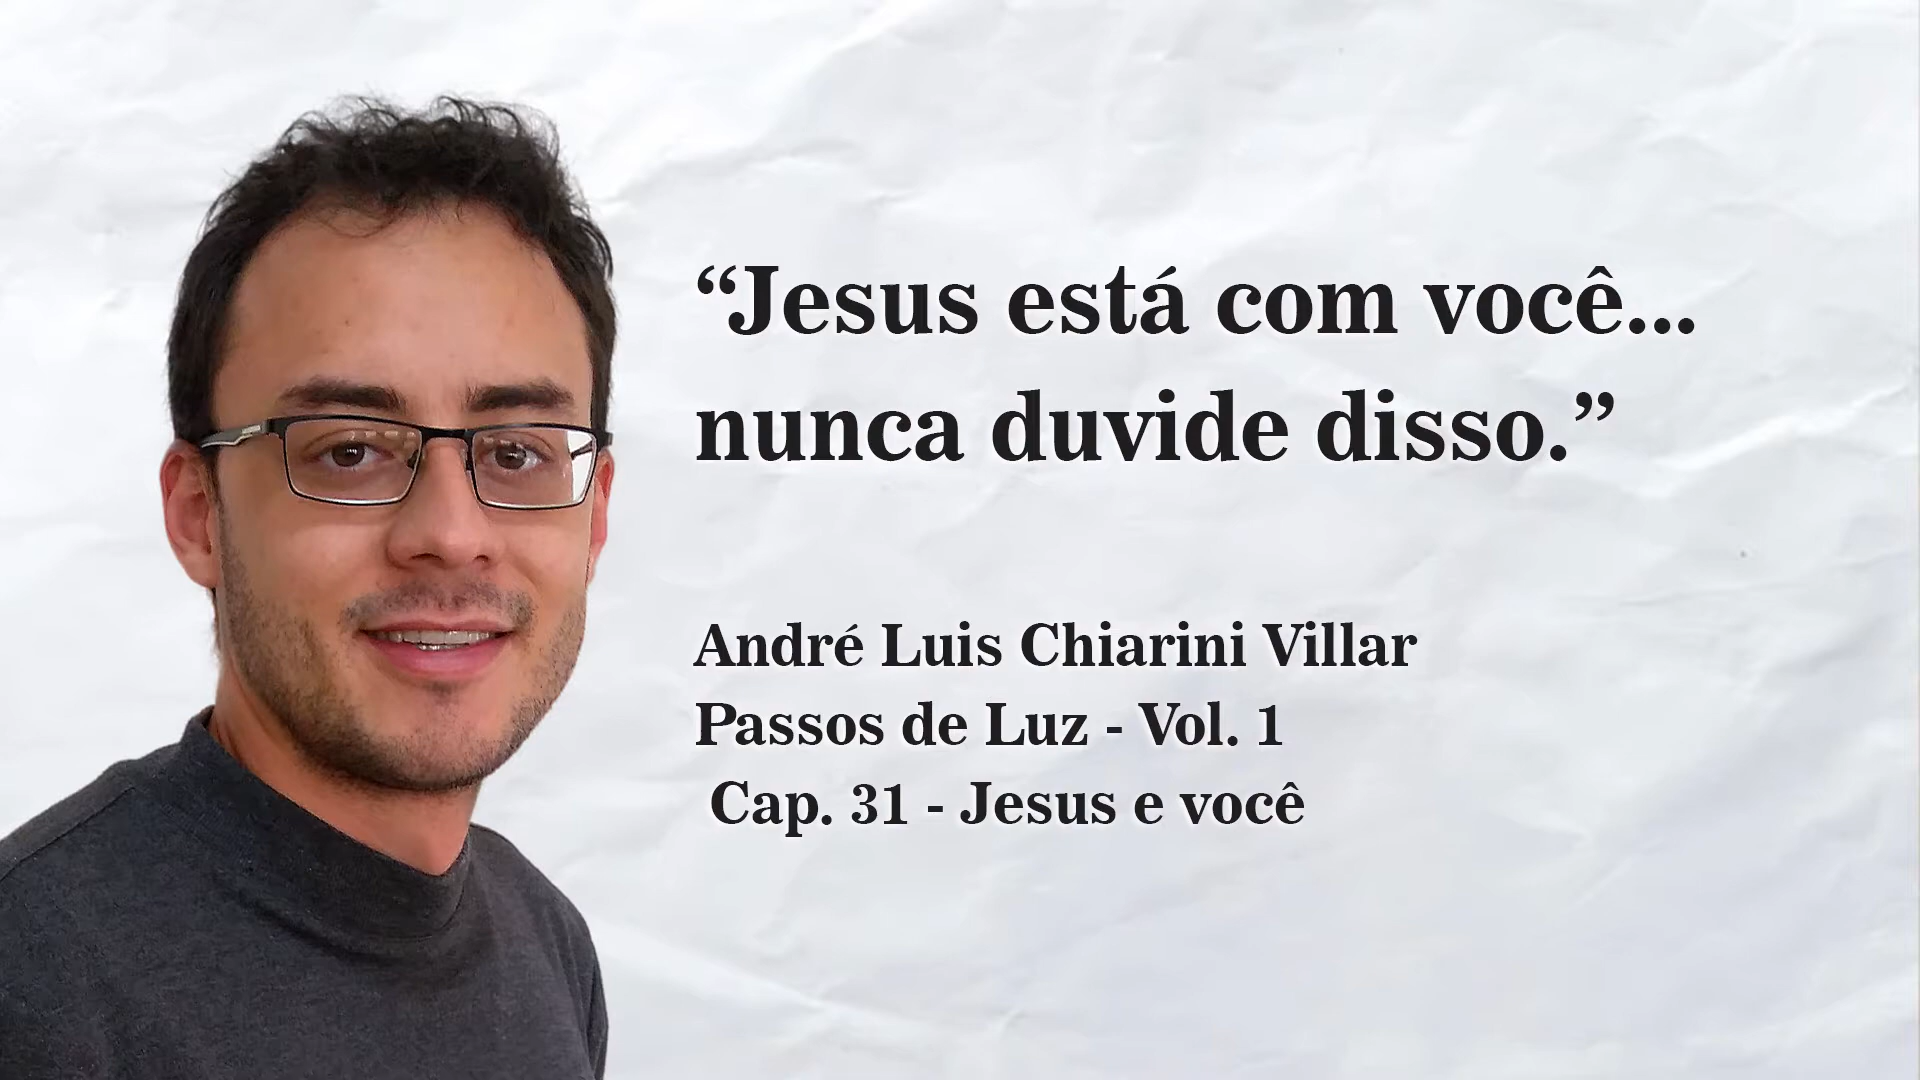 “Jesus está com você...
nunca duvide disso.”
André Luis Chiarini Villar
Passos de Luz - Vol. 1
Cap. 31 - Jesus e você